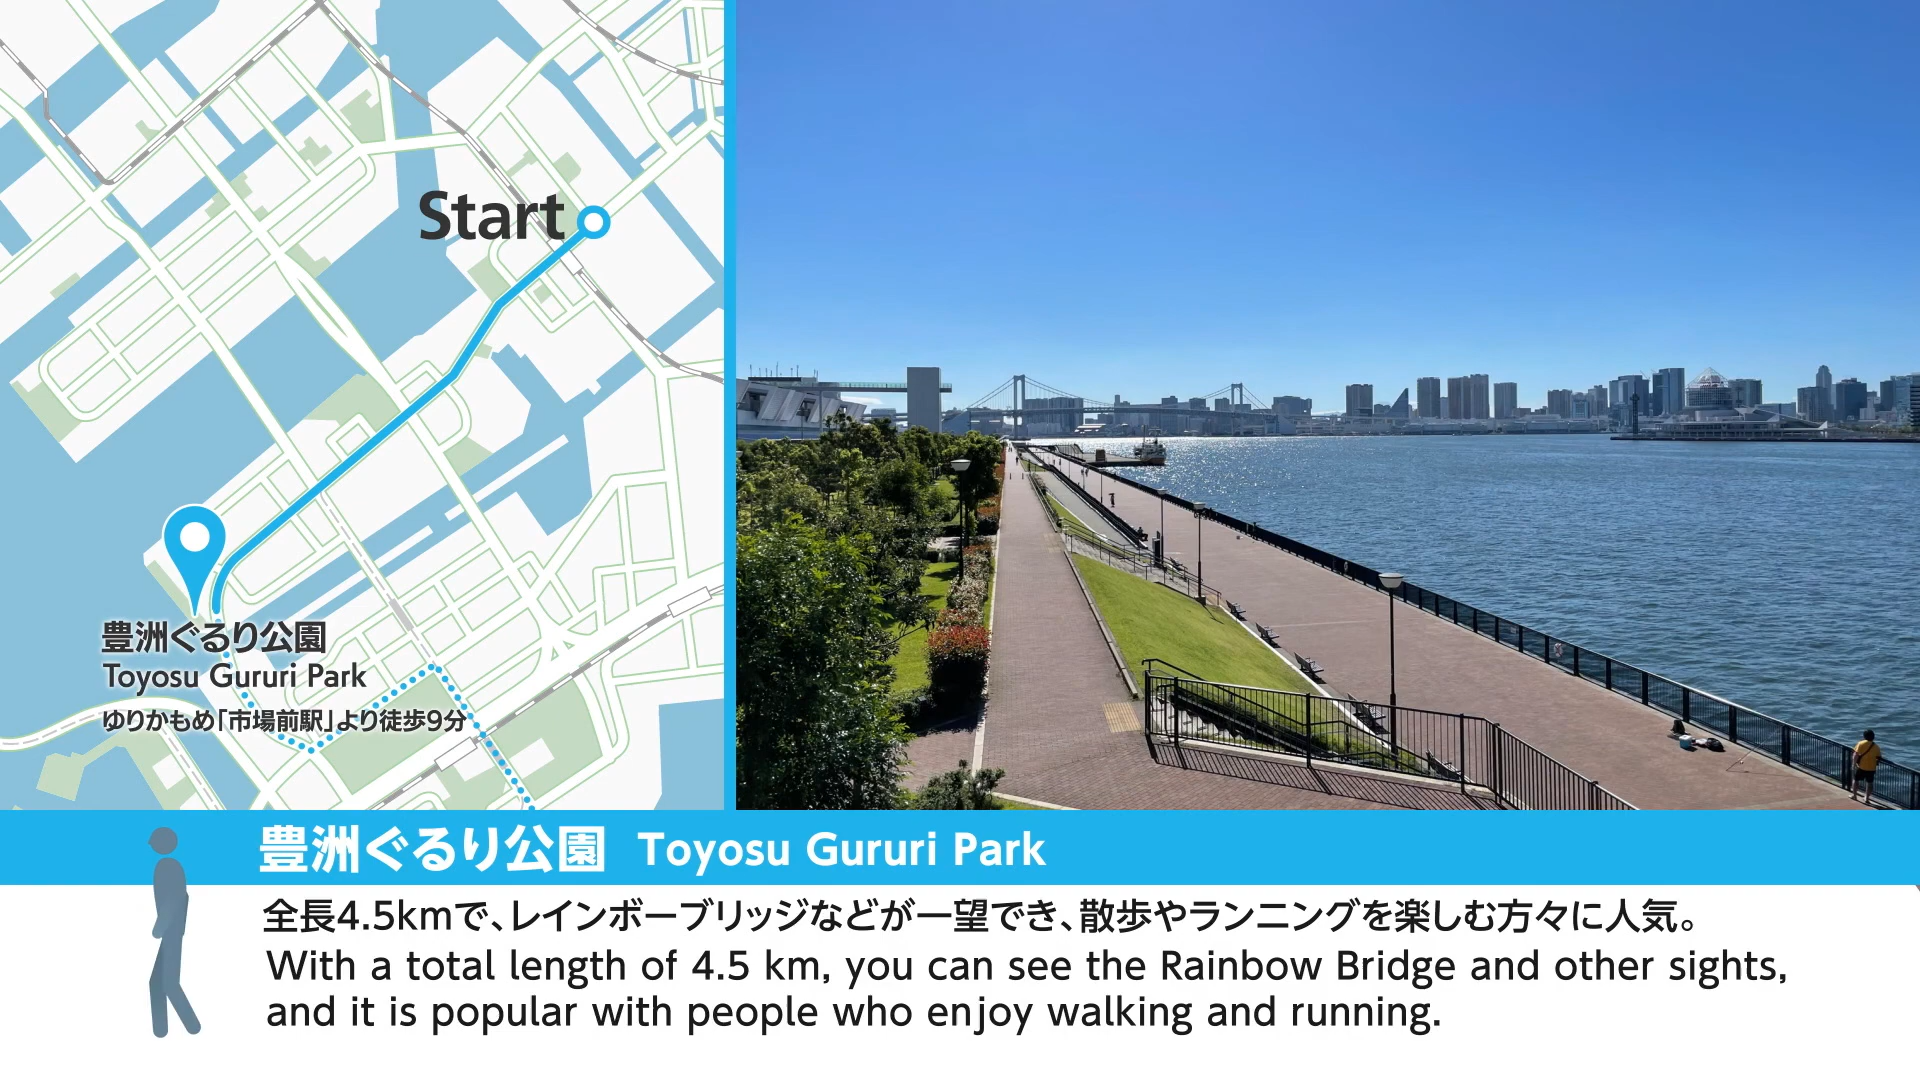 Start
豊洲ぐるり公園
Toyosu Gururi Park
ゆりかもめ「市場前駅」より徒歩9分
豊洲ぐるり公園 Toyosu Gururi Park
全長4.5kmで、レインボーブリッジなどが一望でき、散歩やランニングを楽しむ方々に人気。
With a total length of 4.5 km, you can see the Rainbow Bridge and other sights,
and it is popular with people who enjoy walking and running.